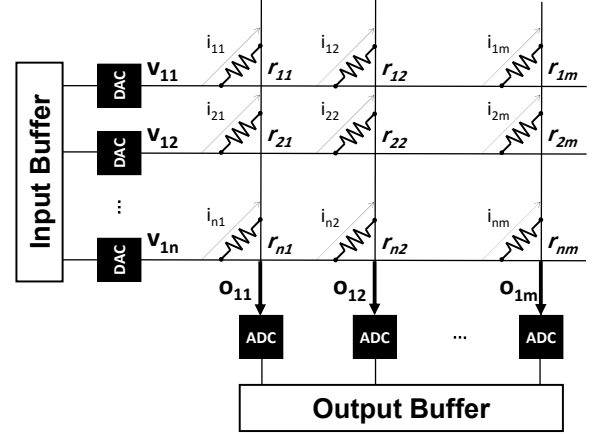 i11 i12 i1m
DAC v11 r11 r12 r1m
i21 i22 i2m
DAC v12 r21 r22 r2m
Input Buffer
...
in1 in2 inm
DAC v1n rn1 rn2 rnm
o11 o12 o1m
ADC ADC ... ADC
Output Buffer